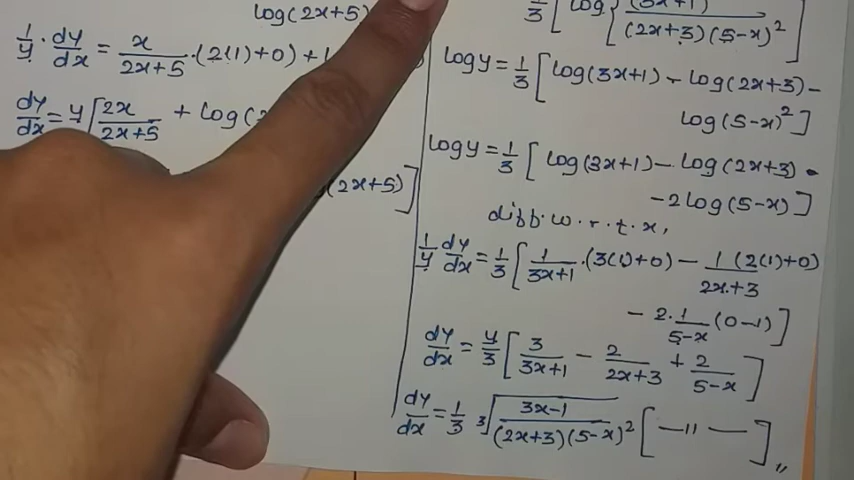 log(2x+5)
1/y · dy/dx = x/(2x+5) · (2(1)+0) +
dy/dx = y [2x/(2x+5) + log(
(2x+5)]
1/3 [log {(3x+1)/((2x+3)(5-x)²}]
logy = 1/3 [log(3x+1) - log(2x+3) -
log(5-x)²]
logy = 1/3 [log(3x+1) - log(2x+3) -
-2log(5-x)]
diff. w.r.t. x,
1/y dy/dx = 1/3 [1/(3x+1) · (3(1)+0) - 1(2(1)+0)/(2x+3)
- 2 · 1/(5-x) (0-1)]
dy/dx = y/3 [3/(3x+1) - 2/(2x+3) + 2/(5-x)]
dy/dx = 1/3 ³√((3x-1)/((2x+3)(5-x)²)) [—11—] ,,